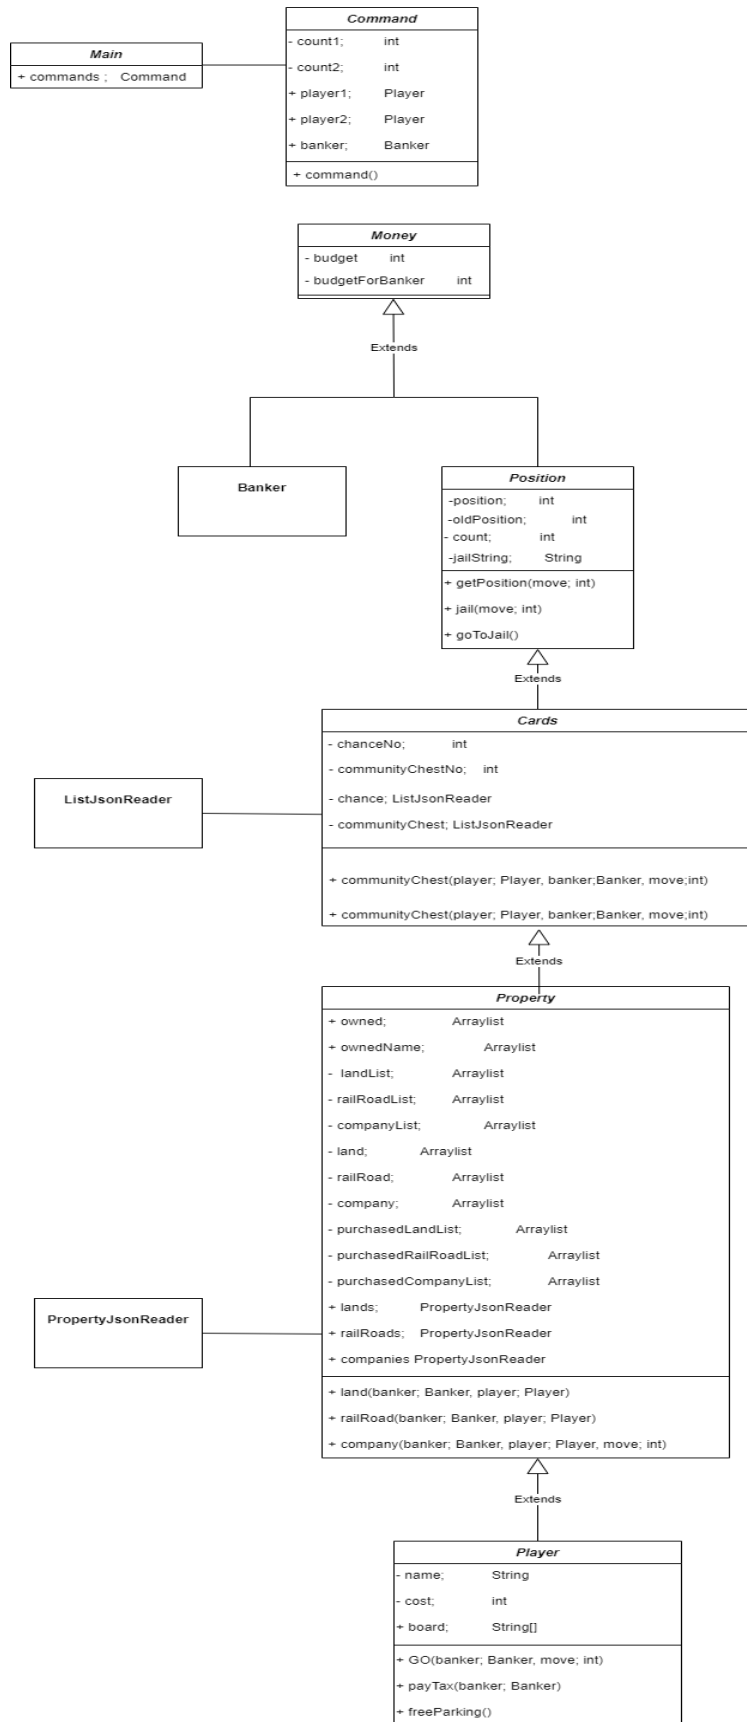 Command
- count1; int
- count2; int
+ player1; Player
+ player2; Player
+ banker; Banker
+ command()
Main
+ commands ; Command
Money
- budget int
- budgetForBanker int
Extends
Banker
Position
-position; int
-oldPosition; int
- count; int
-jailString; String
+ getPosition(move; int)
+ jail(move; int)
+ goToJail()
Extends
Cards
- chanceNo; int
- communityChestNo; int
- chance; ListJsonReader
- communityChest; ListJsonReader
+ communityChest(player; Player, banker;Banker, move;int)
+ communityChest(player; Player, banker;Banker, move;int)
ListJsonReader
Extends
Property
+ owned; Arraylist
+ ownedName; Arraylist
- landList; Arraylist
- railRoadList; Arraylist
- companyList; Arraylist
- land; Arraylist
- railRoad; Arraylist
- company; Arraylist
- purchasedLandList; Arraylist
- purchasedRailRoadList; Arraylist
- purchasedCompanyList; Arraylist
+ lands; PropertyJsonReader
+ railRoads; PropertyJsonReader
+ companies PropertyJsonReader
+ land(banker; Banker, player; Player)
+ railRoad(banker; Banker, player; Player)
+ company(banker; Banker, player; Player, move; int)
PropertyJsonReader
Extends
Player
- name; String
- cost; int
+ board; String[]
+ GO(banker; Banker, move; int)
+ payTax(banker; Banker)
+ freeParking()